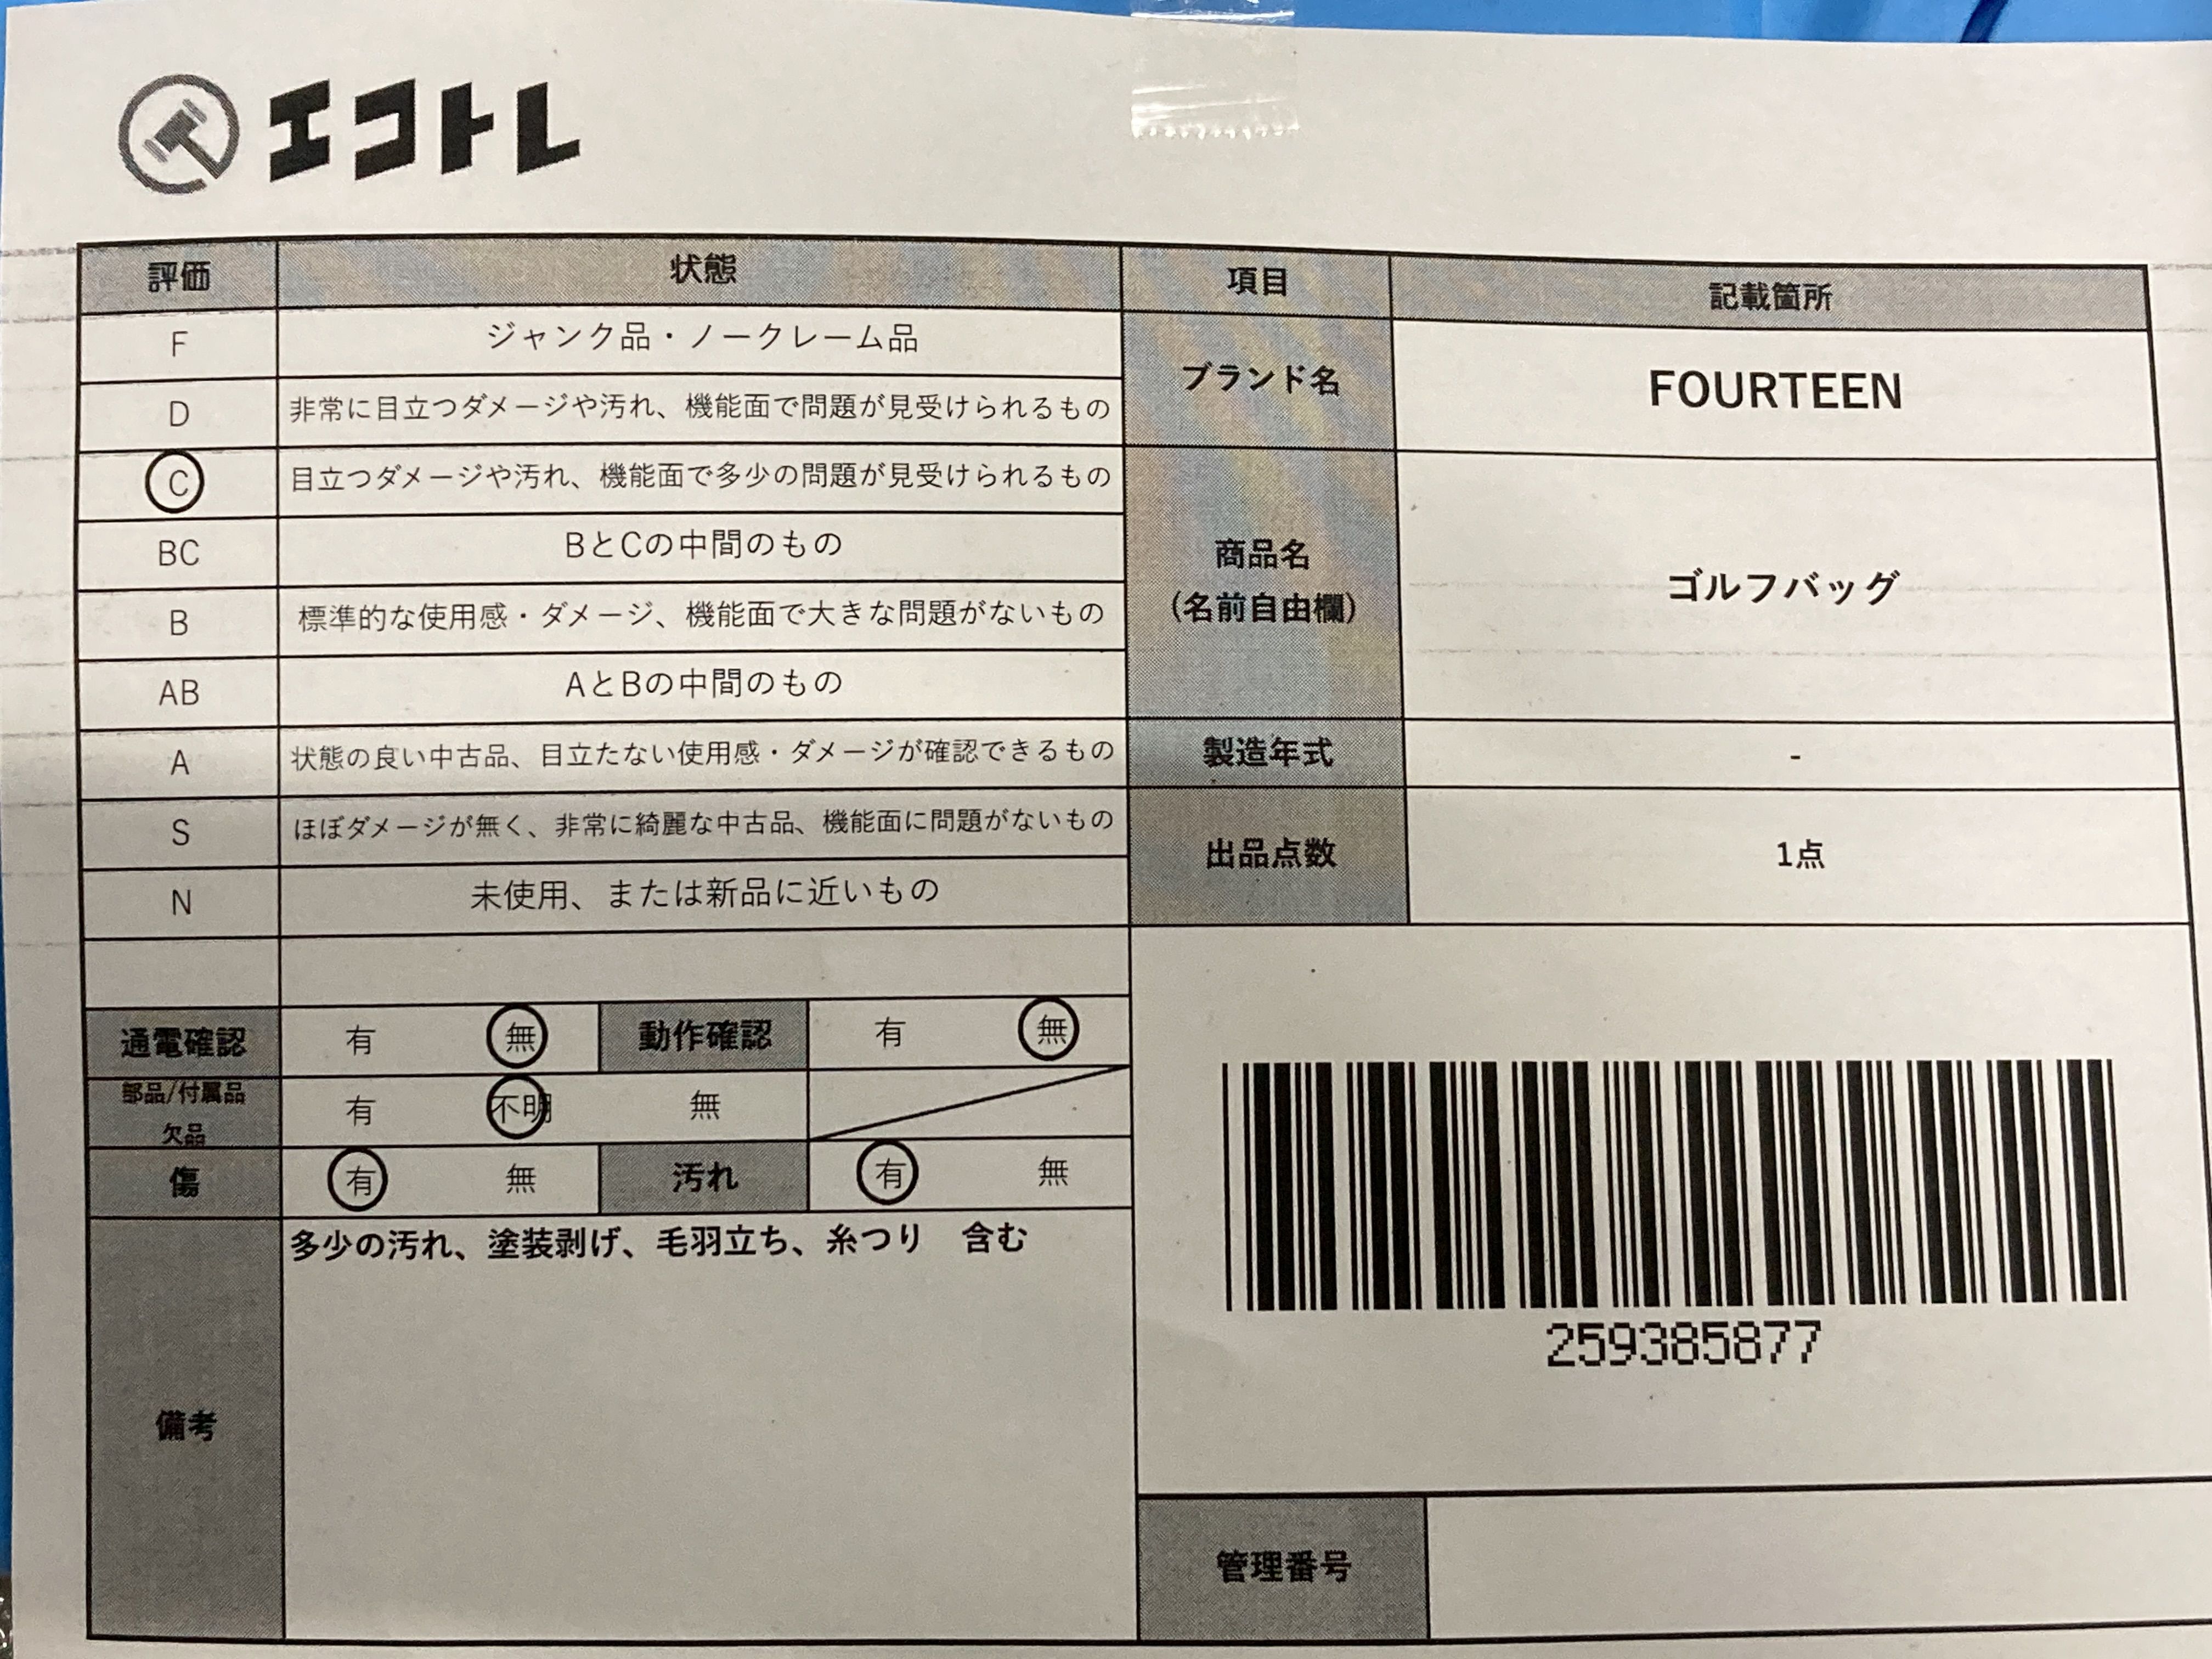 エコトレ
評価 状態 項目 記載箇所
F ジャンク品・ノークレーム品
D 非常に目立つダメージや汚れ、機能面で問題が見受けられるもの
ブランド名 FOURTEEN
C 目立つダメージや汚れ、機能面で多少の問題が見受けられるもの
BC BとCの中間のもの
B 標準的な使用感・ダメージ、機能面で大きな問題がないもの
AB AとBの中間のもの
商品名
(名前自由欄)
ゴルフバッグ
A 状態の良い中古品、目立たない使用感・ダメージが確認できるもの
製造年式 -
S ほぼダメージが無く、非常に綺麗な中古品、機能面に問題がないもの
N 未使用、または新品に近いもの
出品点数 1点
通電確認 有 無 動作確認 有 無
部品/付属品
欠品
有 不明 無
傷 有 無 汚れ 有 無
備考
多少の汚れ、塗装剥げ、毛羽立ち、糸つり 含む
259385877
管理番号